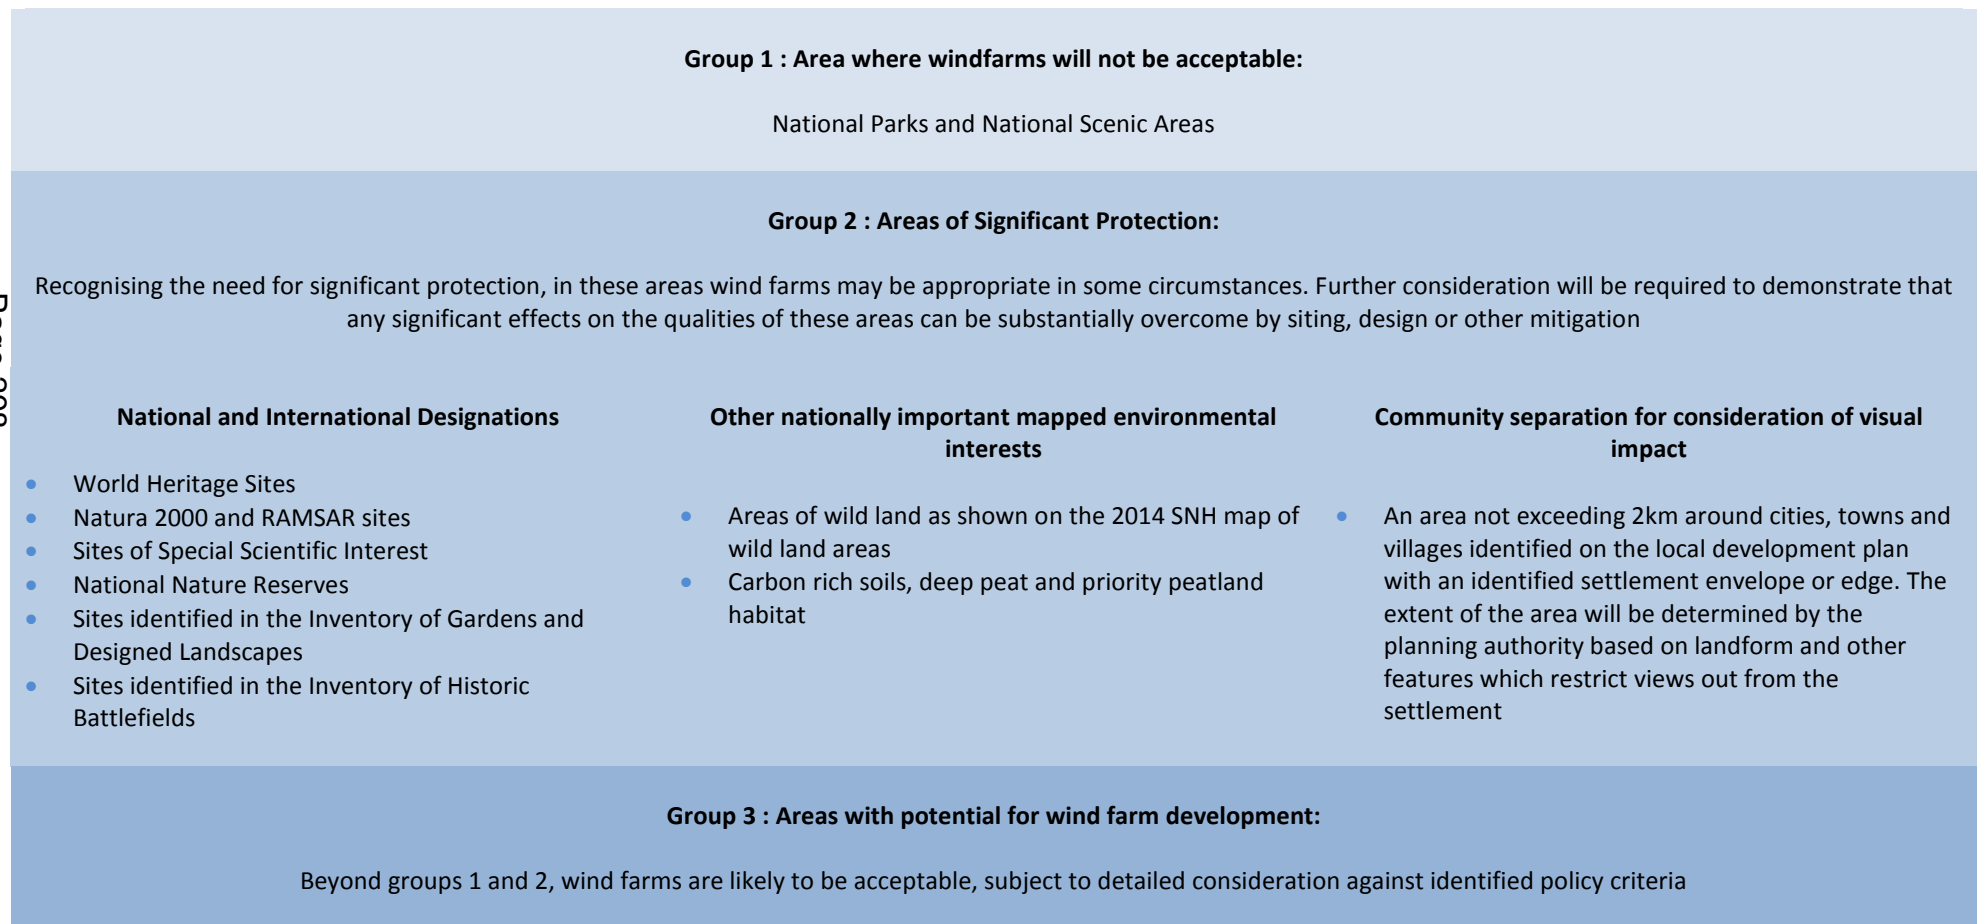 Group 1 : Area where windfarms will not be acceptable:
National Parks and National Scenic Areas
Group 2 : Areas of Significant Protection:
Recognising the need for significant protection, in these areas wind farms may be appropriate in some circumstances. Further consideration will be required to demonstrate that
any significant effects on the qualities of these areas can be substantially overcome by siting, design or other mitigation
National and International Designations
• World Heritage Sites
• Natura 2000 and RAMSAR sites
• Sites of Special Scientific Interest
• National Nature Reserves
• Sites identified in the Inventory of Gardens and
Designed Landscapes
• Sites identified in the Inventory of Historic
Battlefields
Other nationally important mapped environmental
interests
• Areas of wild land as shown on the 2014 SNH map of
wild land areas
• Carbon rich soils, deep peat and priority peatland
habitat
Community separation for consideration of visual
impact
• An area not exceeding 2km around cities, towns and
villages identified on the local development plan
with an identified settlement envelope or edge. The
extent of the area will be determined by the
planning authority based on landform and other
features which restrict views out from the
settlement
Group 3 : Areas with potential for wind farm development:
Beyond groups 1 and 2, wind farms are likely to be acceptable, subject to detailed consideration against identified policy criteria